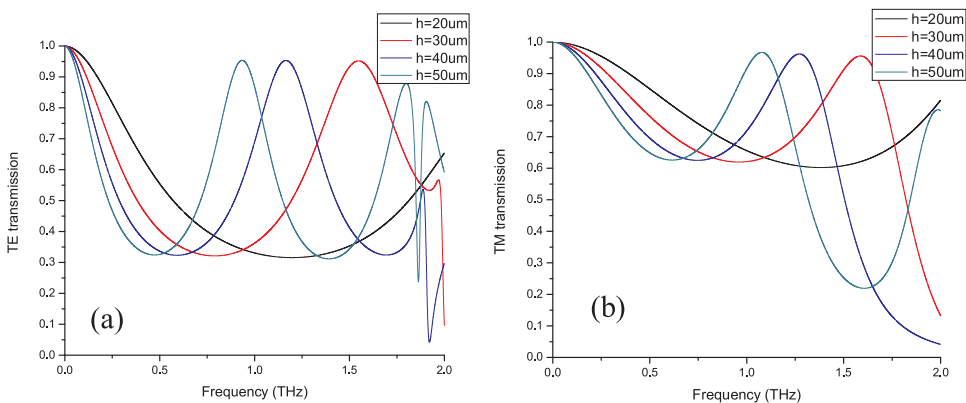 h=20um
h=30um
h=40um
h=50um
1.0
0.9
0.8
0.7
0.6
0.5
0.4
0.3
0.2
0.1
0.0
TE transmission
(a)
0.0 0.5 1.0 1.5 2.0
Frequency (THz)
h=20um
h=30um
h=40um
h=50um
1.0
0.9
0.8
0.7
0.6
0.5
0.4
0.3
0.2
0.1
0.0
TM transmission
(b)
0.0 0.5 1.0 1.5 2.0
Frequency (THz)